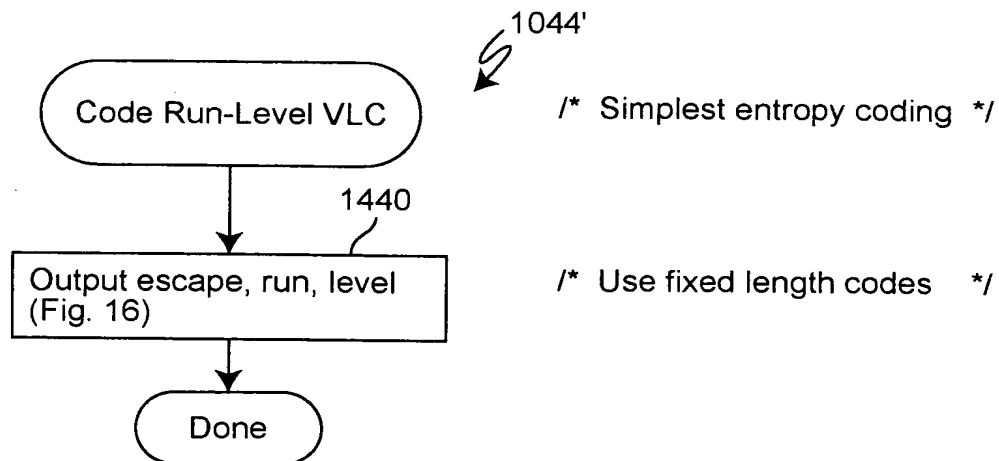 1044'
Code Run-Level VLC
/* Simplest entropy coding */
1440
Output escape, run, level
(Fig. 16)
/* Use fixed length codes */
Done